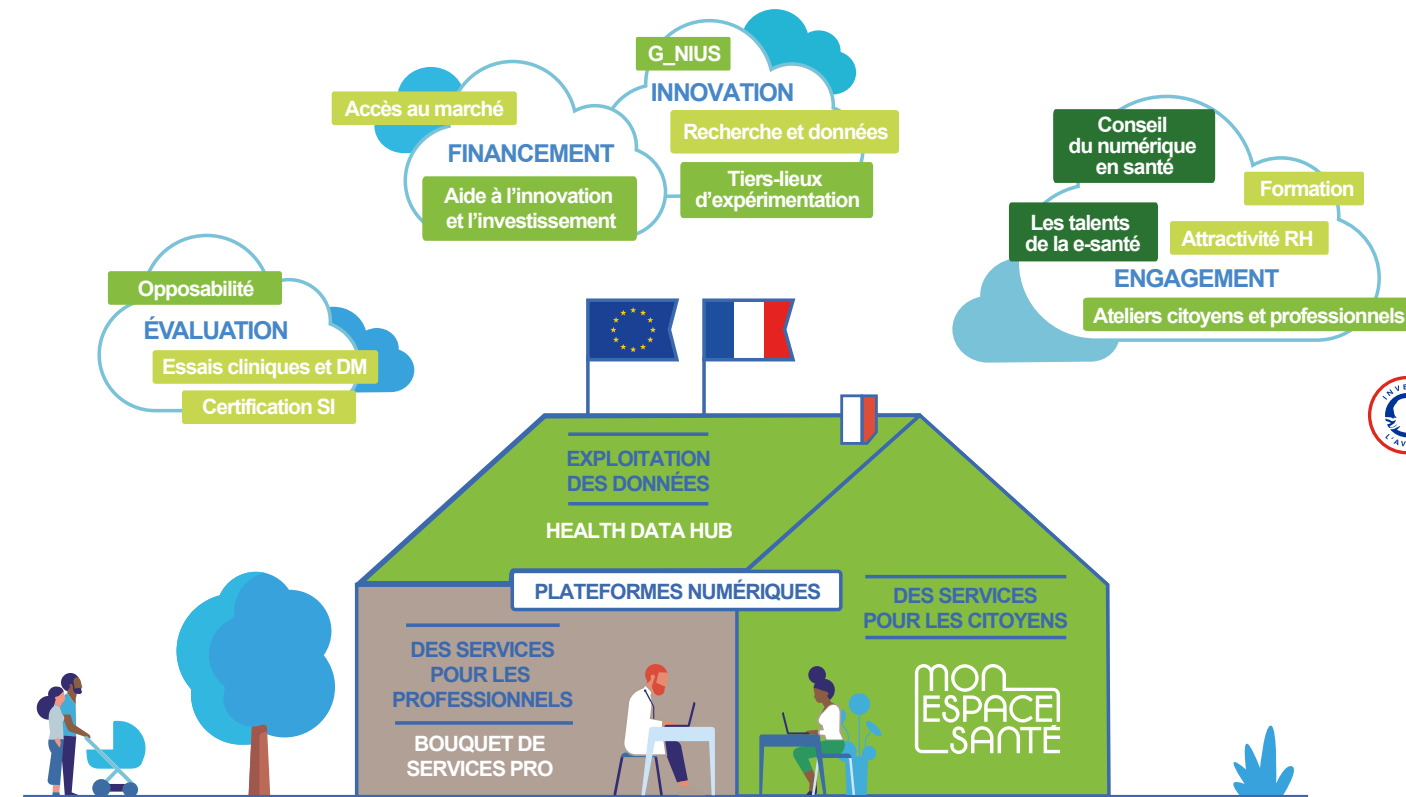 G_NIUS
INNOVATION
Accès au marché
Recherche et données
FINANCEMENT
Aide à l’innovation
et l’investissement
Tiers-lieux
d’expérimentation
Conseil
du numérique
en santé
Formation
Les talents
de la e-santé
Attractivité RH
ENGAGEMENT
Ateliers citoyens et professionnels
Opposabilité
ÉVALUATION
Essais cliniques et DM
Certification SI
EXPLOITATION
DES DONNÉES
HEALTH DATA HUB
PLATEFORMES NUMÉRIQUES
DES SERVICES
POUR LES
PROFESSIONNELS
BOUQUET DE
SERVICES PRO
DES SERVICES
POUR LES CITOYENS
MON
ESPACE
SANTÉ